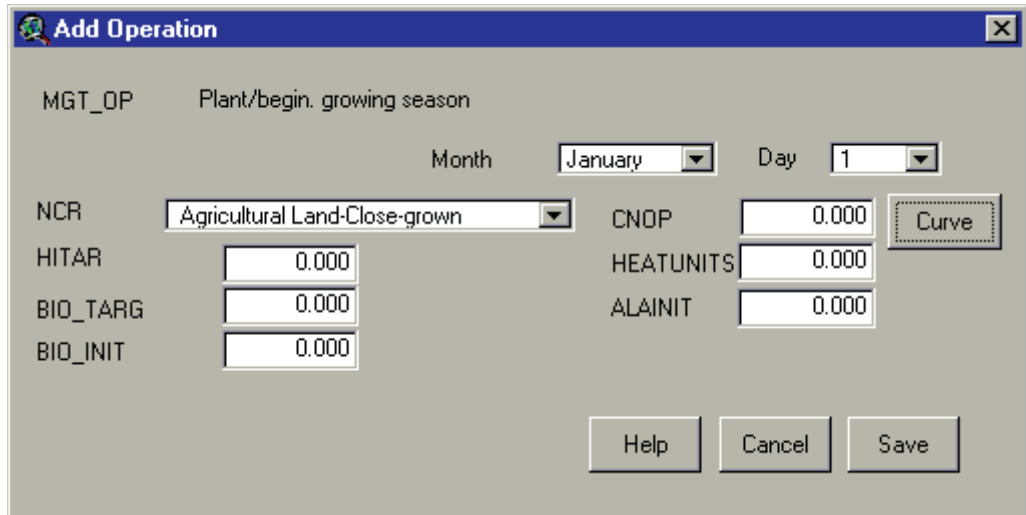 Add Operation
MGT_OP Plant/begin. growing season
Month January Day 1
NCR Agricultural Land-Close-grown CNOP 0.000 Curve
HITAR 0.000 HEATUNITS 0.000
BIO_TARG 0.000 ALAINIT 0.000
BIO_INIT 0.000
Help Cancel Save